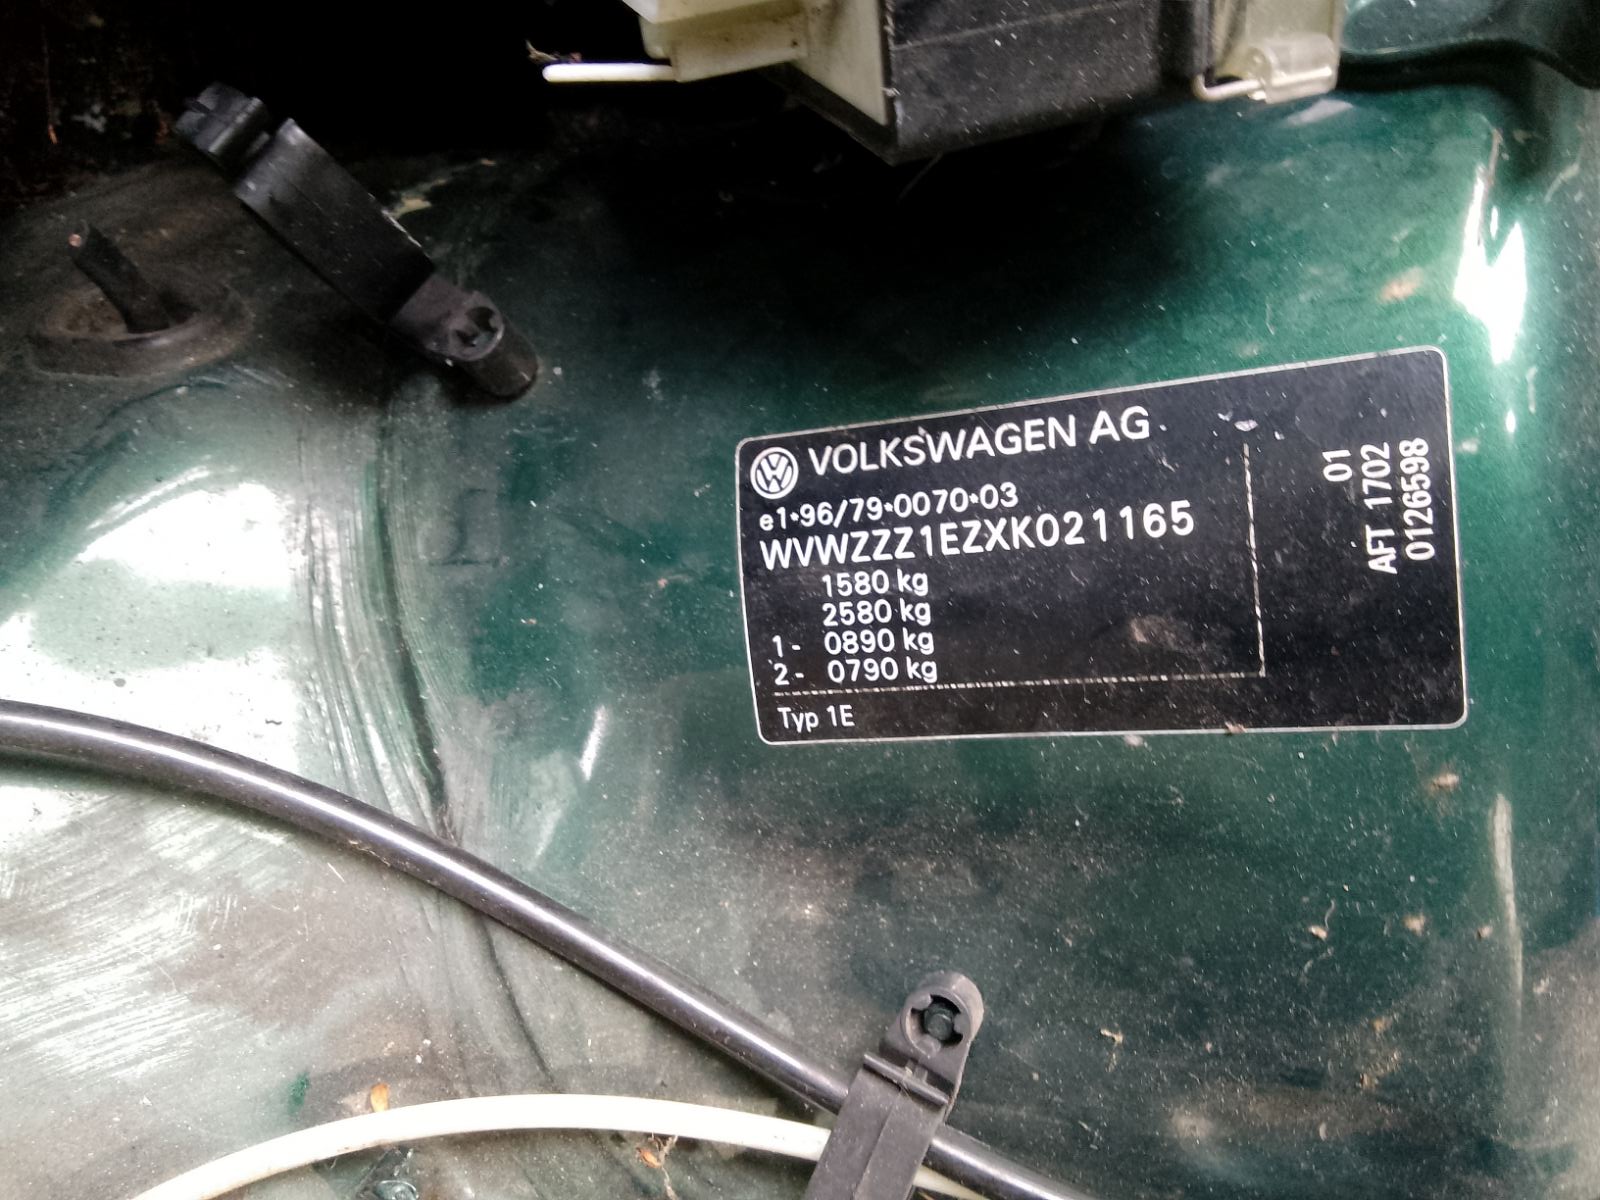 VOLKSWAGEN AG
e1*96/79*0070*03
WVWZZZ1EZXK021165
1580 kg
2580 kg
1- 0890 kg
2- 0790 kg
Typ 1E
01
AFT 1702
0126598